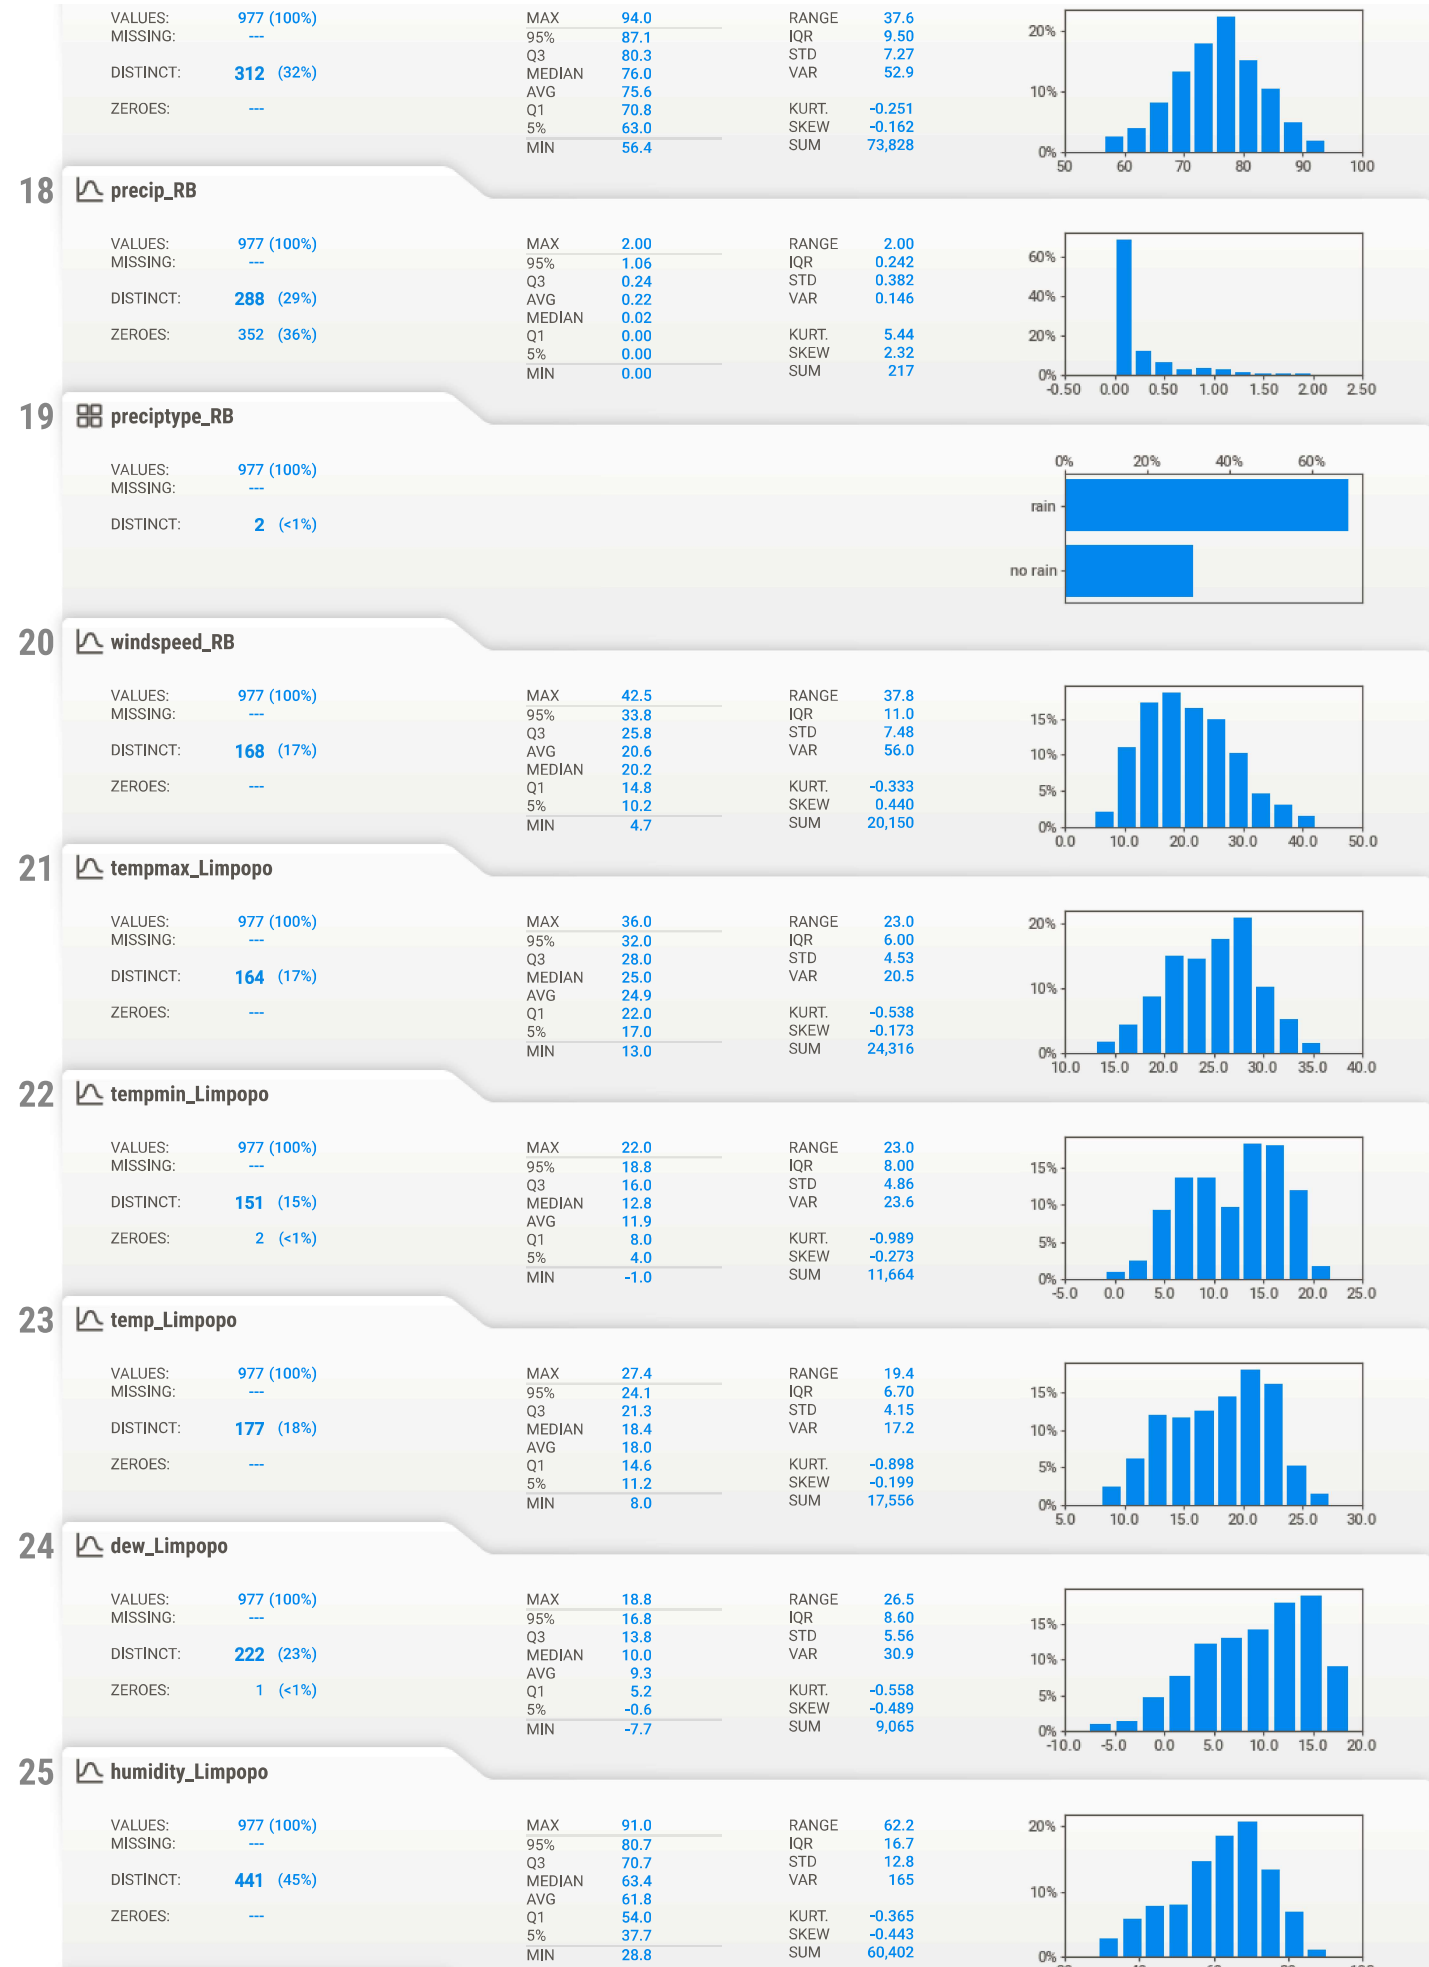 VALUES: 977 (100%) MAX 94.0 RANGE 37.6
MISSING: --- 95% 87.1 IQR 9.50
Q3 80.3 STD 7.27
DISTINCT: 312 (32%) MEDIAN 76.0 VAR 52.9
AVG 75.6
ZEROES: --- Q1 70.8 KURT. -0.251
5% 63.0 SKEW -0.162
MIN 56.4 SUM 73,828
20%
10%
0%
50 60 70 80 90 100
18 precip_RB
VALUES: 977 (100%) MAX 2.00 RANGE 2.00
MISSING: --- 95% 1.06 IQR 0.242
Q3 0.24 STD 0.382
DISTINCT: 288 (29%) AVG 0.22 VAR 0.146
MEDIAN 0.02
ZEROES: 352 (36%) Q1 0.00 KURT. 5.44
5% 0.00 SKEW 2.32
MIN 0.00 SUM 217
60%
40%
20%
0%
-0.50 0.00 0.50 1.00 1.50 2.00 2.50
19 preciptype_RB
VALUES: 977 (100%)
MISSING: ---
DISTINCT: 2 (<1%)
0% 20% 40% 60%
rain
no rain
20 windspeed_RB
VALUES: 977 (100%) MAX 42.5 RANGE 37.8
MISSING: --- 95% 33.8 IQR 11.0
Q3 25.8 STD 7.48
DISTINCT: 168 (17%) AVG 20.6 VAR 56.0
MEDIAN 20.2
ZEROES: --- Q1 14.8 KURT. -0.333
5% 10.2 SKEW 0.440
MIN 4.7 SUM 20,150
15%
10%
5%
0%
0.0 10.0 20.0 30.0 40.0 50.0
21 tempmax_Limpopo
VALUES: 977 (100%) MAX 36.0 RANGE 23.0
MISSING: --- 95% 32.0 IQR 6.00
Q3 28.0 STD 4.53
DISTINCT: 164 (17%) MEDIAN 25.0 VAR 20.5
AVG 24.9
ZEROES: --- Q1 22.0 KURT. -0.538
5% 17.0 SKEW -0.173
MIN 13.0 SUM 24,316
20%
10%
0%
10.0 15.0 20.0 25.0 30.0 35.0 40.0
22 tempmin_Limpopo
VALUES: 977 (100%) MAX 22.0 RANGE 23.0
MISSING: --- 95% 18.8 IQR 8.00
Q3 16.0 STD 4.86
DISTINCT: 151 (15%) MEDIAN 12.8 VAR 23.6
AVG 11.9
ZEROES: 2 (<1%) Q1 8.0 KURT. -0.989
5% 4.0 SKEW -0.273
MIN -1.0 SUM 11,664
15%
10%
5%
0%
-5.0 0.0 5.0 10.0 15.0 20.0 25.0
23 temp_Limpopo
VALUES: 977 (100%) MAX 27.4 RANGE 19.4
MISSING: --- 95% 24.1 IQR 6.70
Q3 21.3 STD 4.15
DISTINCT: 177 (18%) MEDIAN 18.4 VAR 17.2
AVG 18.0
ZEROES: --- Q1 14.6 KURT. -0.898
5% 11.2 SKEW -0.199
MIN 8.0 SUM 17,556
15%
10%
5%
0%
5.0 10.0 15.0 20.0 25.0 30.0
24 dew_Limpopo
VALUES: 977 (100%) MAX 18.8 RANGE 26.5
MISSING: --- 95% 16.8 IQR 8.60
Q3 13.8 STD 5.56
DISTINCT: 222 (23%) MEDIAN 10.0 VAR 30.9
AVG 9.3
ZEROES: 1 (<1%) Q1 5.2 KURT. -0.558
5% -0.6 SKEW -0.489
MIN -7.7 SUM 9,065
15%
10%
5%
0%
-10.0 -5.0 0.0 5.0 10.0 15.0 20.0
25 humidity_Limpopo
VALUES: 977 (100%) MAX 91.0 RANGE 62.2
MISSING: --- 95% 80.7 IQR 16.7
Q3 70.7 STD 12.8
DISTINCT: 441 (45%) MEDIAN 63.4 VAR 165
AVG 61.8
ZEROES: --- Q1 54.0 KURT. -0.365
5% 37.7 SKEW -0.443
MIN 28.8 SUM 60,402
20%
10%
0%